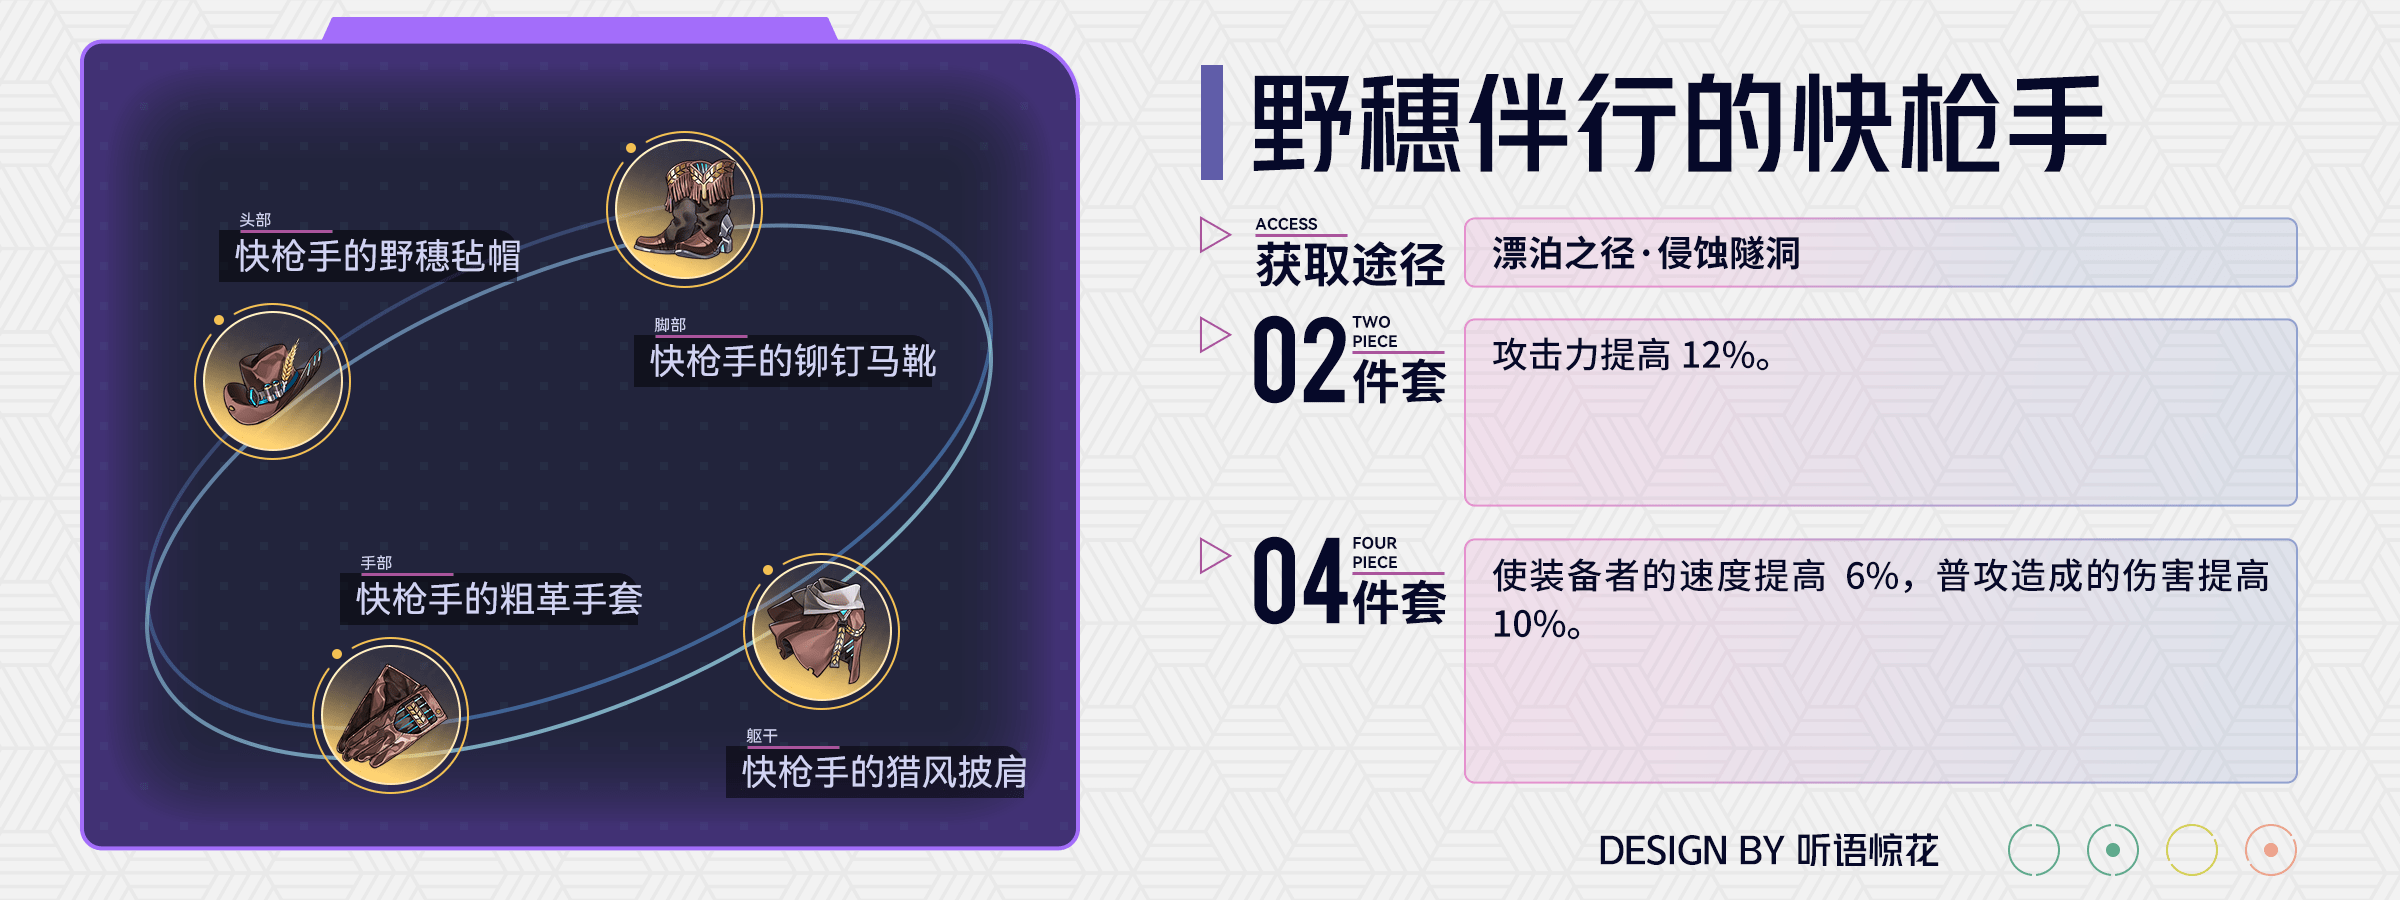 头部
快枪手的野穗毡帽
脚部
快枪手的铆钉马靴
手部
快枪手的粗革手套
躯干
快枪手的猎风披肩
野穗伴行的快枪手
ACCESS
获取途径
漂泊之径·侵蚀隧洞
02
TWO
PIECE
件套
攻击力提高 12%。
04
FOUR
PIECE
件套
使装备者的速度提高 6%，普攻造成的伤害提高
10%。
DESIGN BY 听语惊花